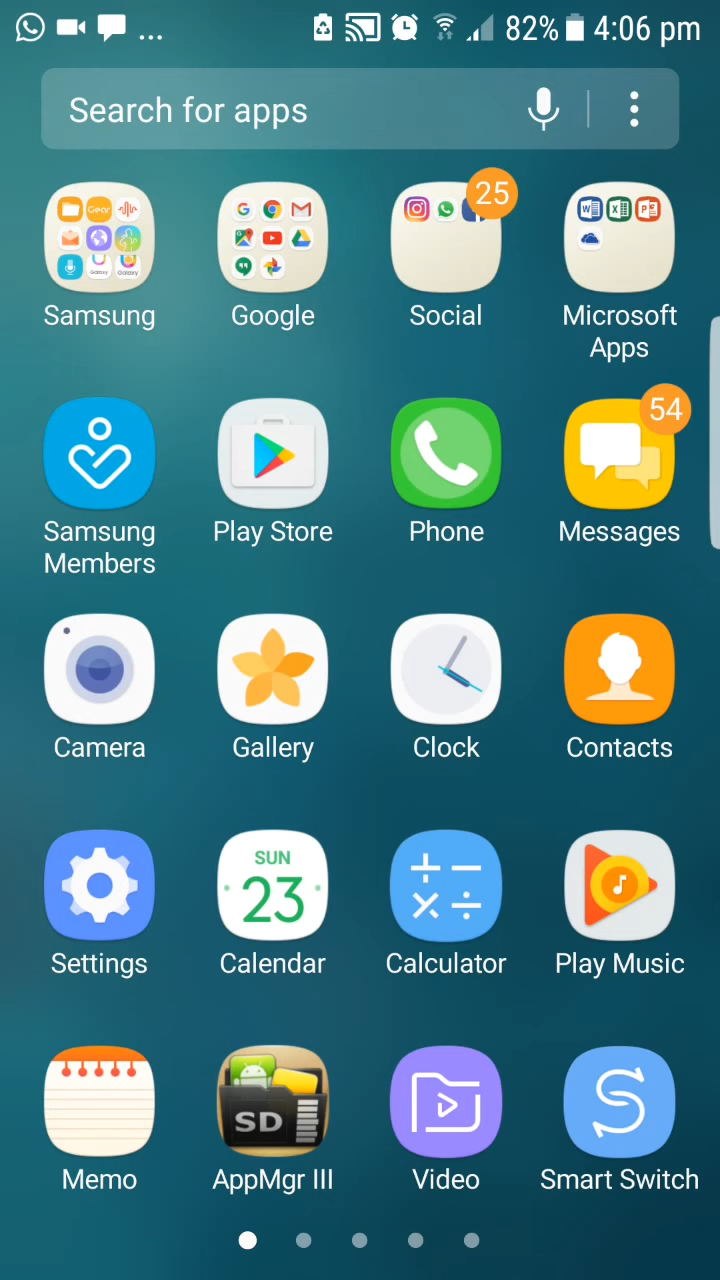 ... 82% 4:06 pm
Search for apps
25
Samsung Google Social Microsoft Apps
54
Samsung Members Play Store Phone Messages
Camera Gallery Clock Contacts
SUN
23
Settings Calendar Calculator Play Music
SD
Memo AppMgr III Video Smart Switch